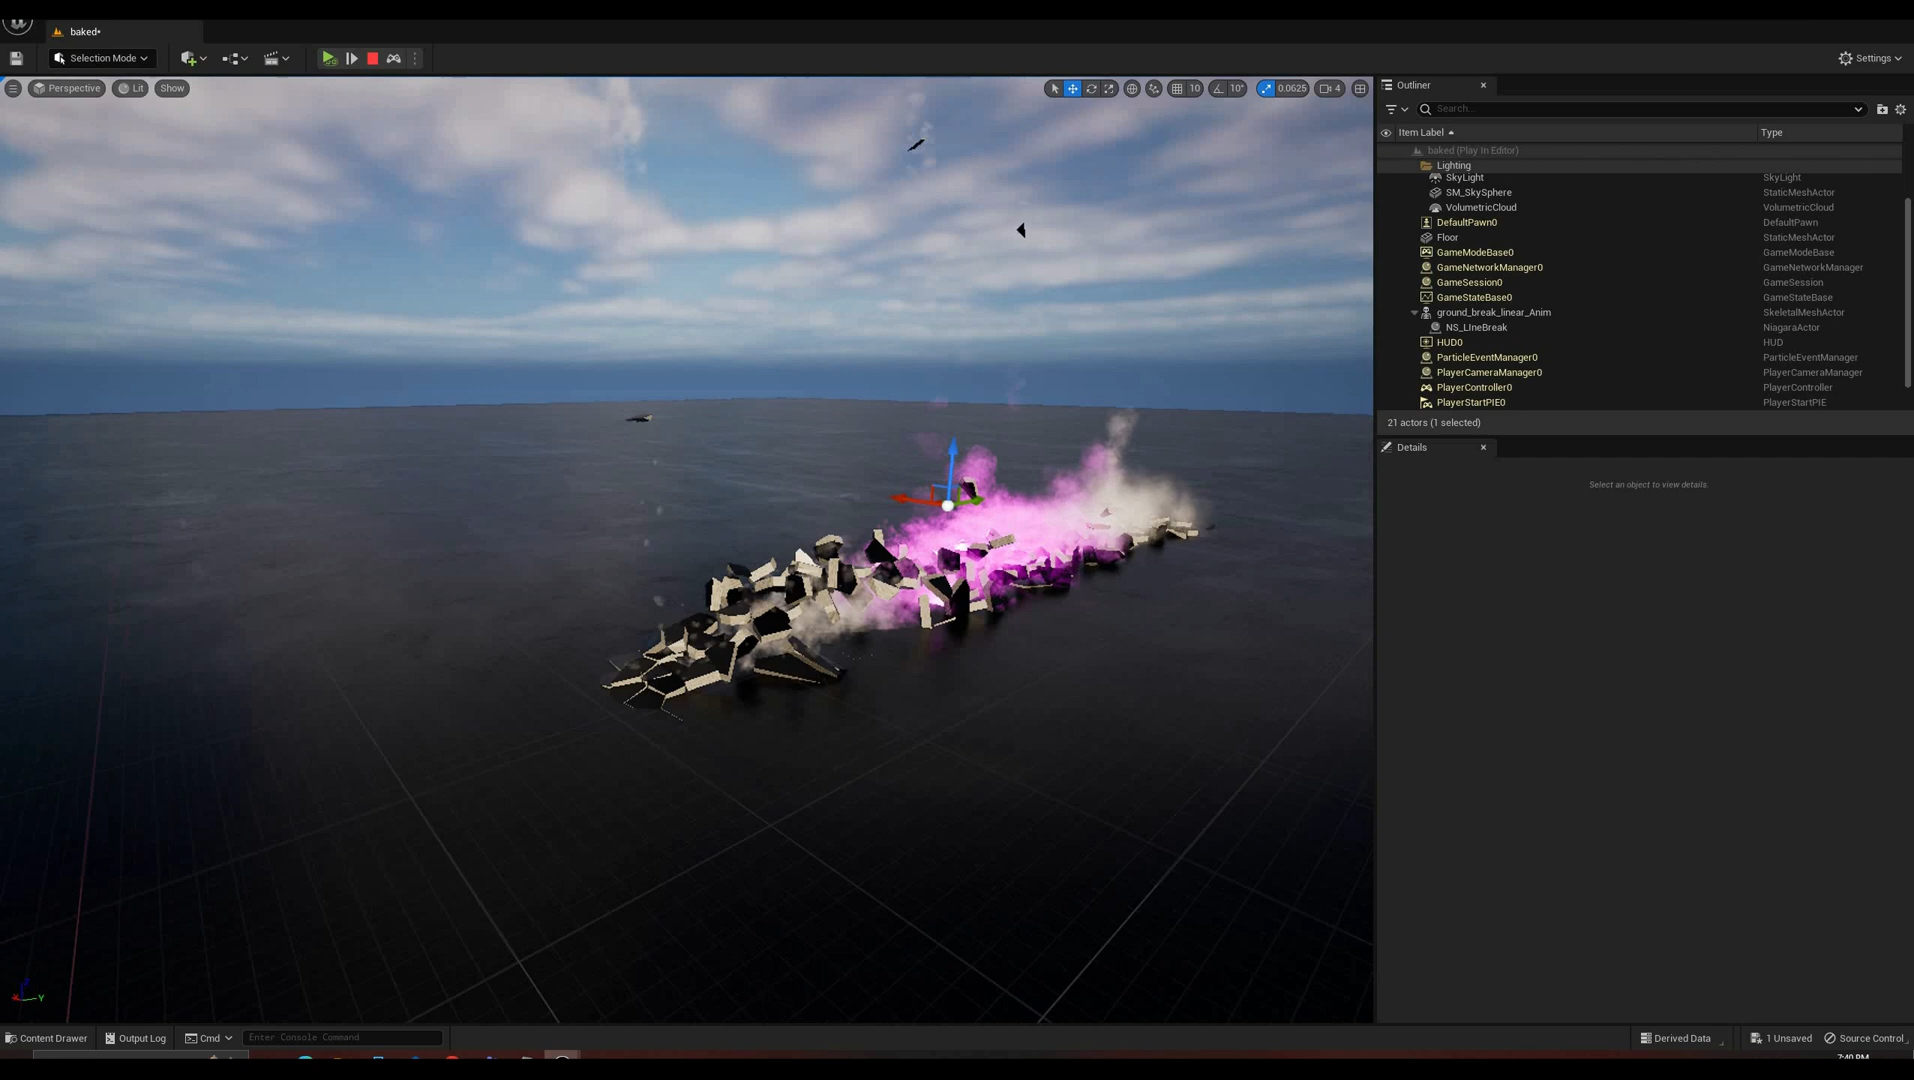 baked*
Selection Mode
Settings
Perspective
Lit
Show
10
10°
0.0625
4
Outliner
Search...
Item Label
Type
baked (Play In Editor)
Lighting
SkyLight SkyLight
SM_SkySphere StaticMeshActor
VolumetricCloud VolumetricCloud
DefaultPawn0 DefaultPawn
Floor StaticMeshActor
GameModeBase0 GameModeBase
GameNetworkManager0 GameNetworkManager
GameSession0 GameSession
GameStateBase0 GameStateBase
ground_break_linear_Anim SkeletalMeshActor
NS_LIneBreak NiagaraActor
HUD0 HUD
ParticleEventManager0 ParticleEventManager
PlayerCameraManager0 PlayerCameraManager
PlayerController0 PlayerController
PlayerStartPIE0 PlayerStartPIE
21 actors (1 selected)
Details
Select an object to view details.
X
Y
Content Drawer
Output Log
Cmd
Enter Console Command
Derived Data
1 Unsaved
Source Control
7:40 PM